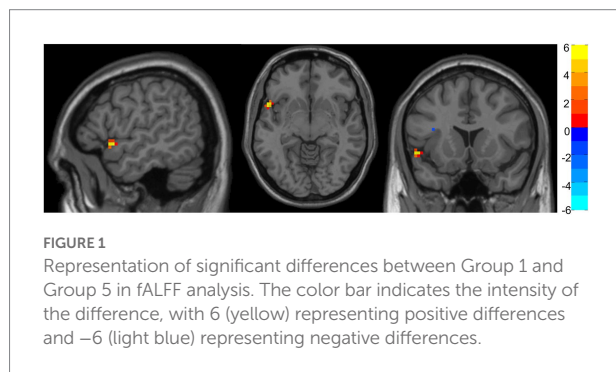 6
4
2
0
-2
-4
-6
FIGURE 1
Representation of significant differences between Group 1 and
Group 5 in fALFF analysis. The color bar indicates the intensity of
the difference, with 6 (yellow) representing positive differences
and −6 (light blue) representing negative differences.